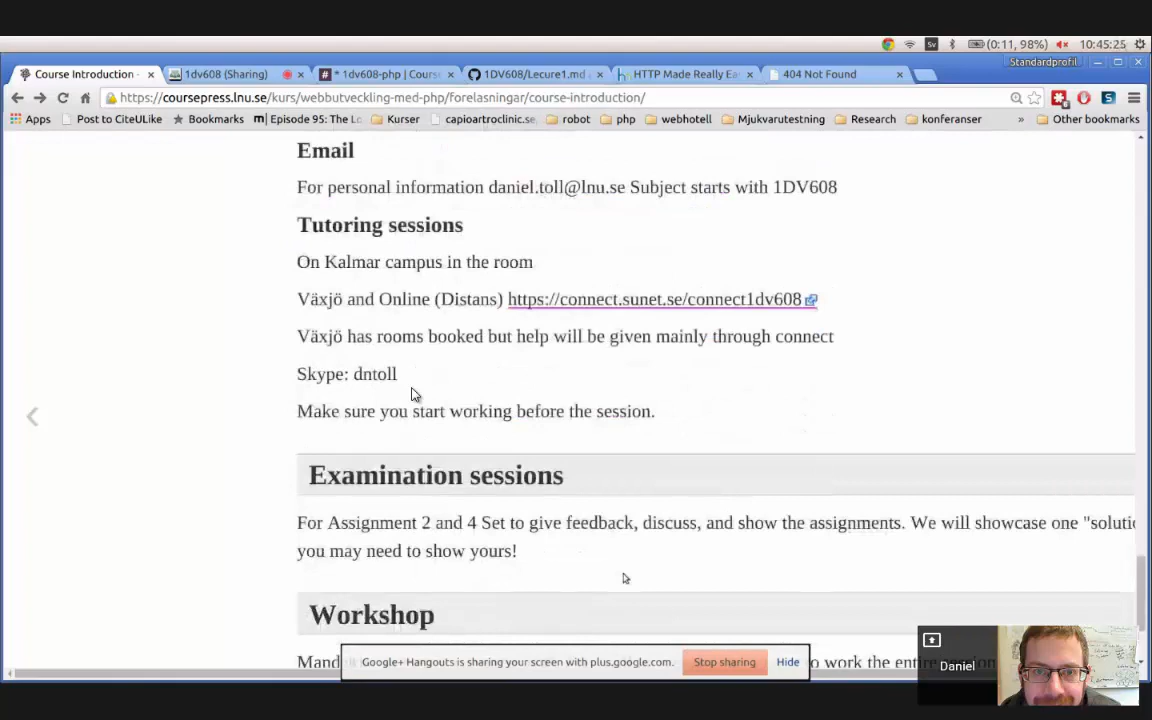 Sv (0:11, 98%) 10:45:25
Course Introduction - 1dv608 (Sharing) * 1dv608-php | Cours 1DV608/Lecure1.md HTTP Made Really Ea 404 Not Found Standardprofil
https://coursepress.lnu.se/kurs/webbutveckling-med-php/forelasningar/course-introduction/
Apps Post to CiteULike Bookmarks Episode 95: The Lo Kurser capioartroclinic.se, robot php webhotell Mjukvarutestning Research konferanser » Other bookmarks
Email
For personal information daniel.toll@lnu.se Subject starts with 1DV608
Tutoring sessions
On Kalmar campus in the room
Växjö and Online (Distans) https://connect.sunet.se/connect1dv608
Växjö has rooms booked but help will be given mainly through connect
Skype: dntoll
Make sure you start working before the session.
Examination sessions
For Assignment 2 and 4 Set to give feedback, discuss, and show the assignments. We will showcase one "solutio
you may need to show yours!
Workshop
Mand o work the entire session
Google+ Hangouts is sharing your screen with plus.google.com. Stop sharing Hide
Daniel